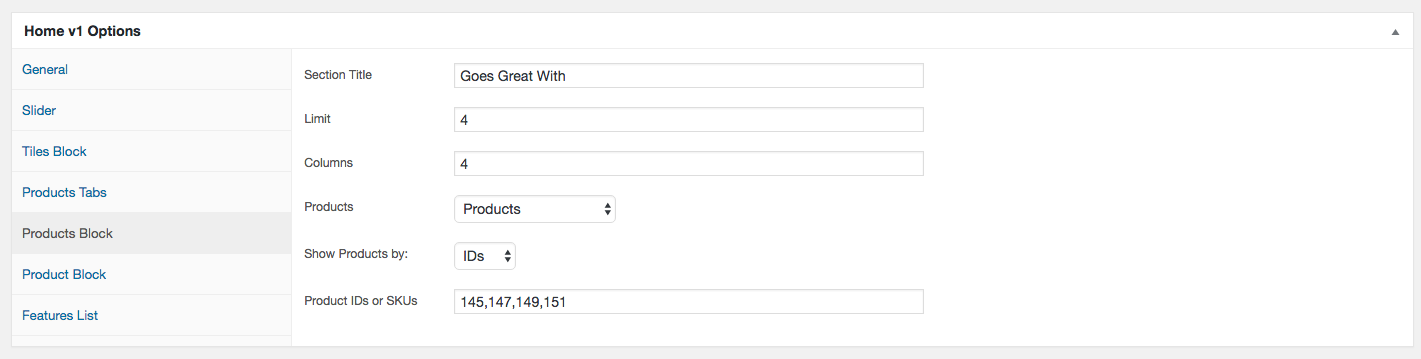 Home v1 Options
General
Slider
Tiles Block
Products Tabs
Products Block
Product Block
Features List
Section Title Goes Great With
Limit 4
Columns 4
Products Products
Show Products by: IDs
Product IDs or SKUs 145,147,149,151